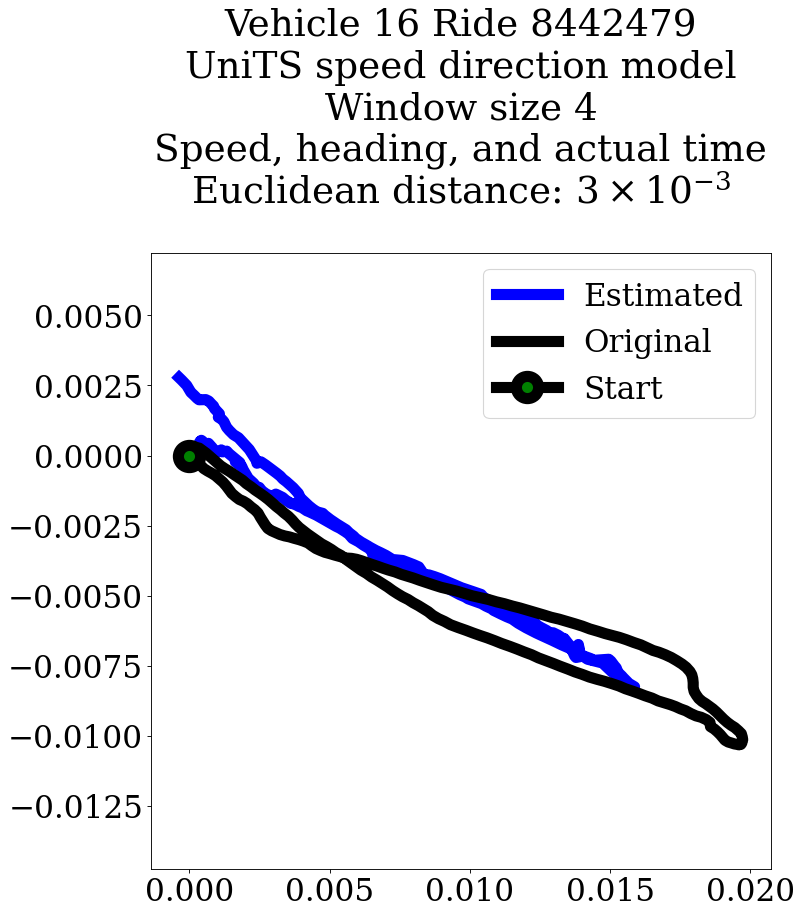 Vehicle 16 Ride 8442479
UniTS speed direction model
Window size 4
Speed, heading, and actual time
Euclidean distance: 3 × 10⁻³
Estimated
Original
Start
0.0050
0.0025
0.0000
−0.0025
−0.0050
−0.0075
−0.0100
−0.0125
0.000 0.005 0.010 0.015 0.020